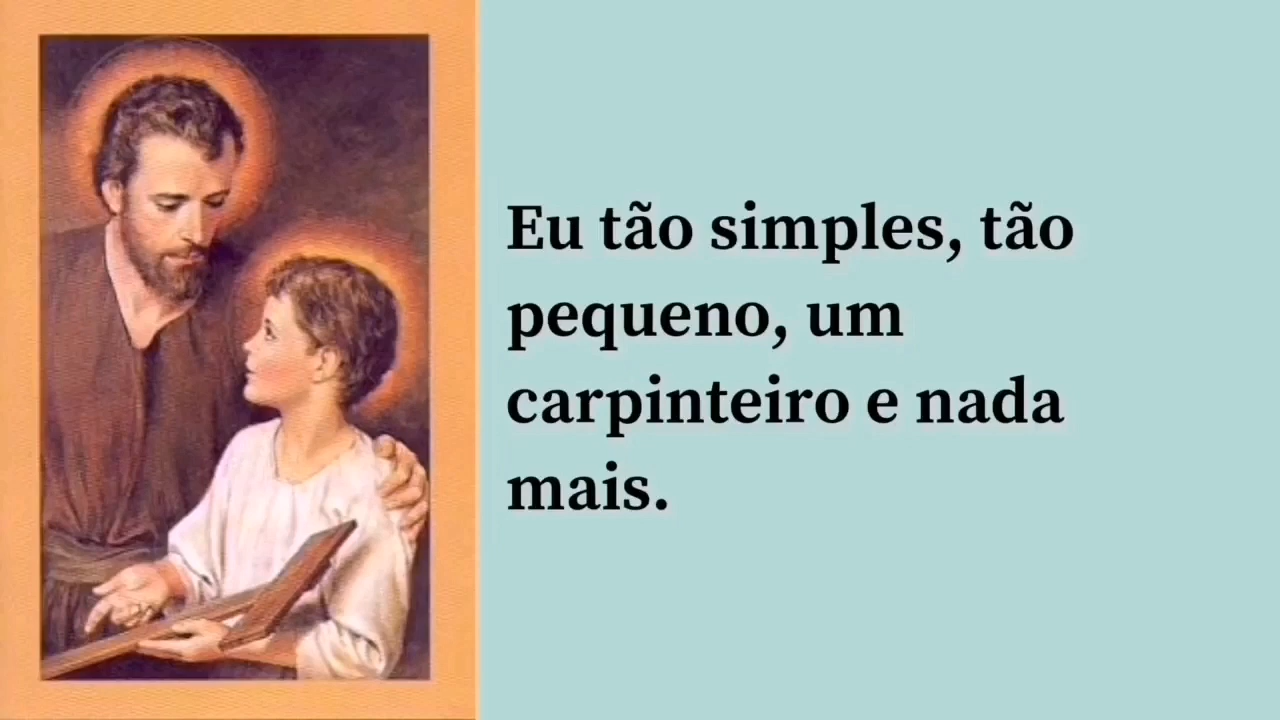 Eu tão simples, tão
pequeno, um
carpinteiro e nada
mais.